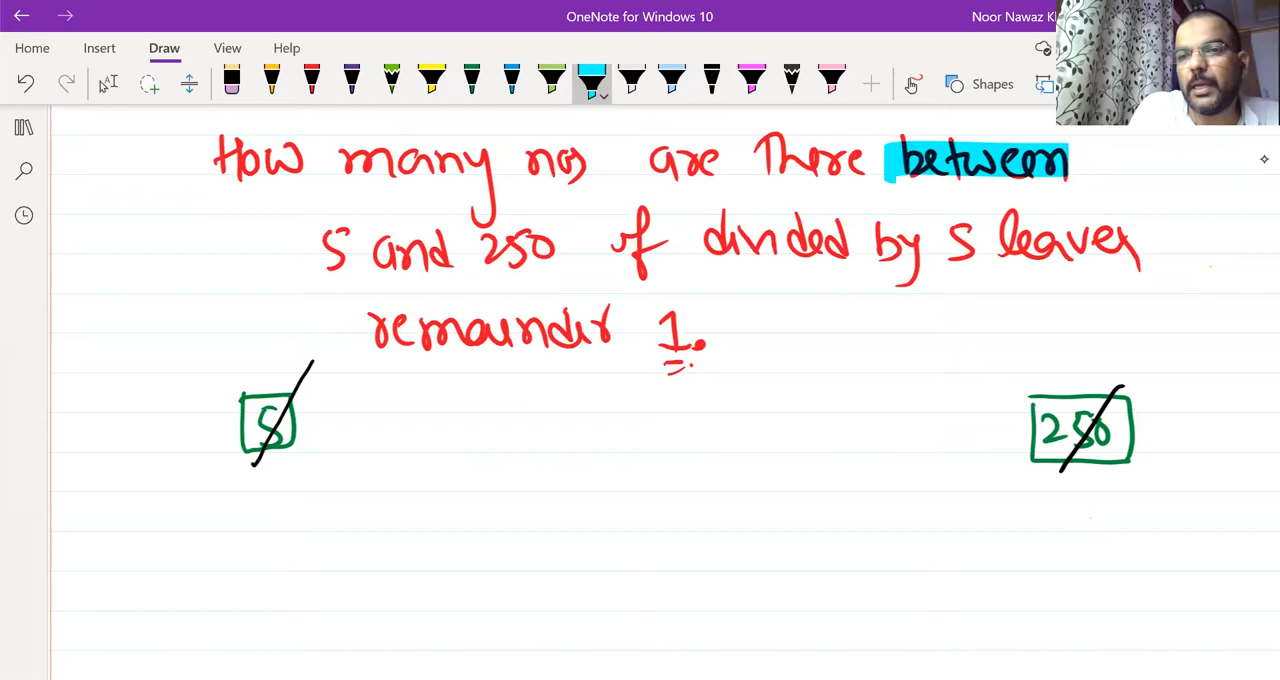 OneNote for Windows 10
Noor Nawaz Kh
Home Insert Draw View Help
Shapes
How many nos are there between
5 and 250 if divided by 5 leaves
remainder 1.
5 250